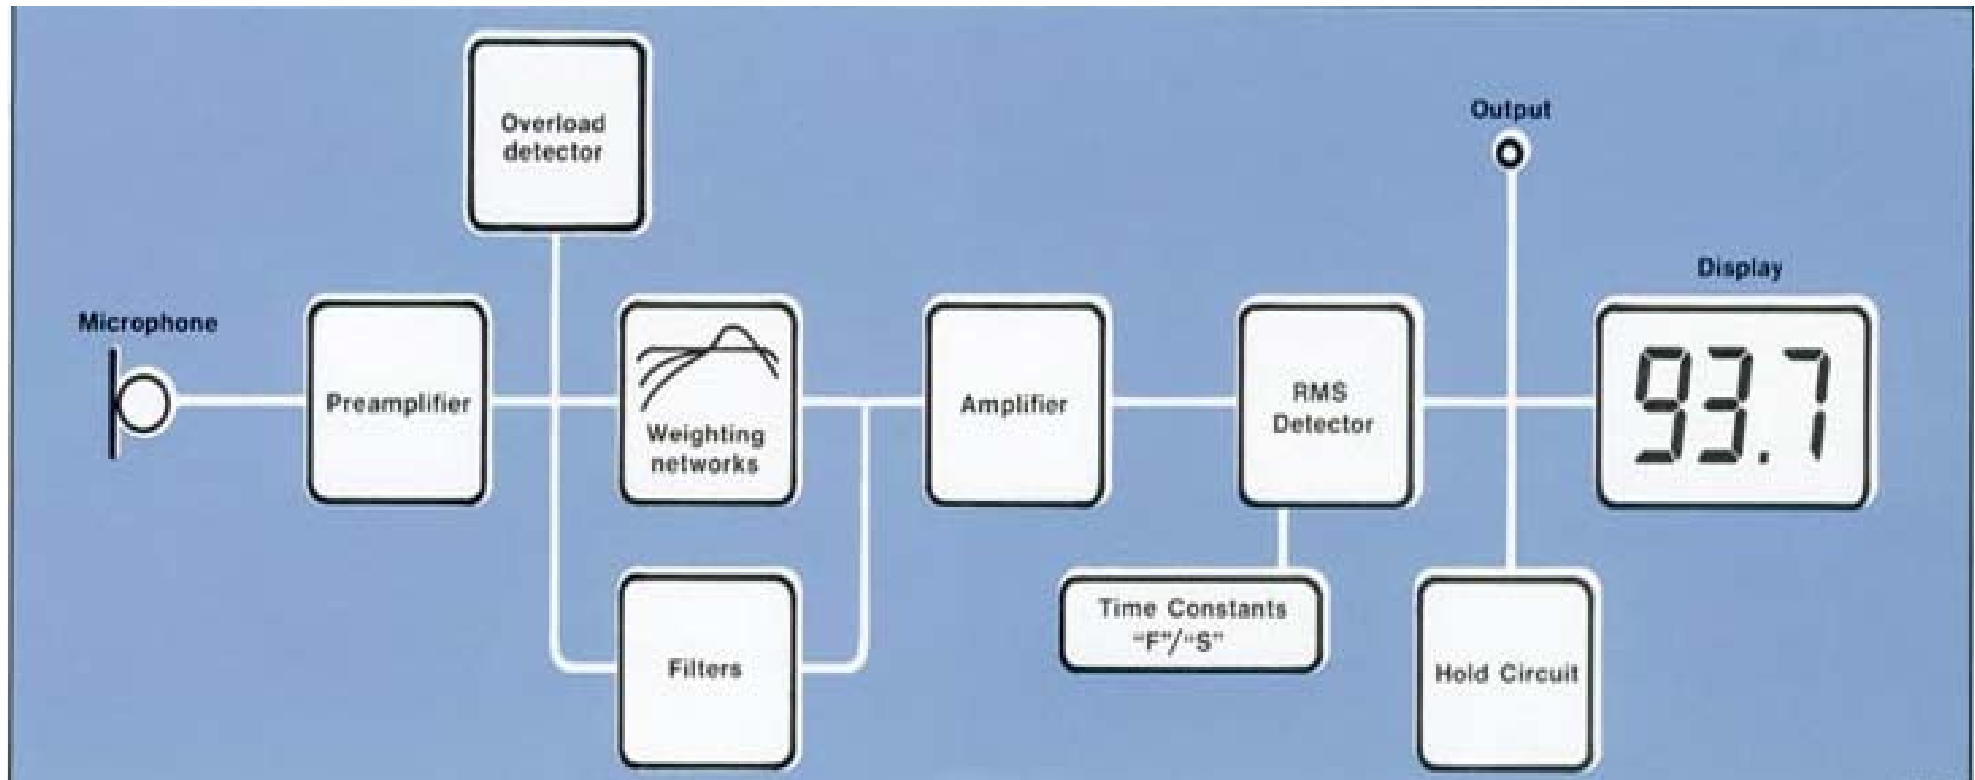 Overload
detector
Output
Display
Microphone
Preamplifier
Weighting
networks
Amplifier
RMS
Detector
93.7
Time Constants
"F"/"S"
Filters
Hold Circuit